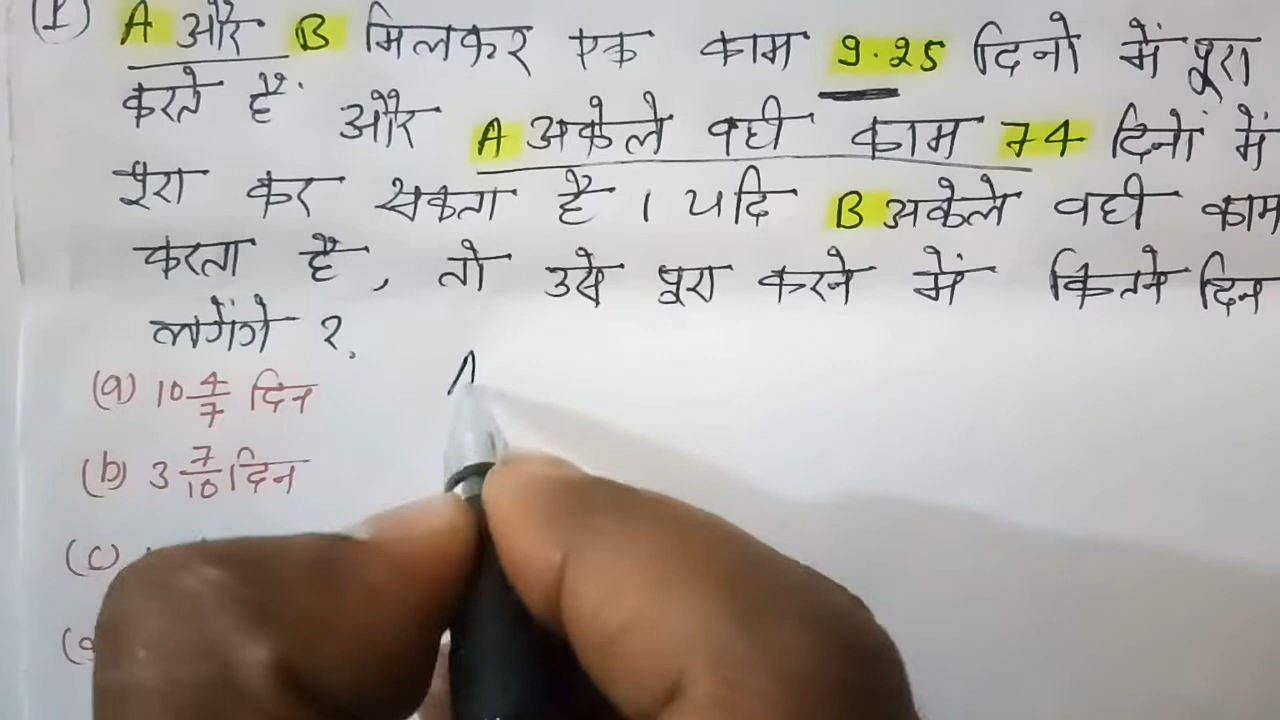 (1) A और B मिलकर एक काम 9.25 दिनो में पूरा
करते है. और A अकेले वही काम 74 दिनों में
पूरा कर सकता है । यदि B अकेले वही काम
करता है, तो उसे पूरा करने में कितने दिन
लगेंगे ?
(a) 10 4/7 दिन
(b) 3 7/10 दिन
(c)
(d
A